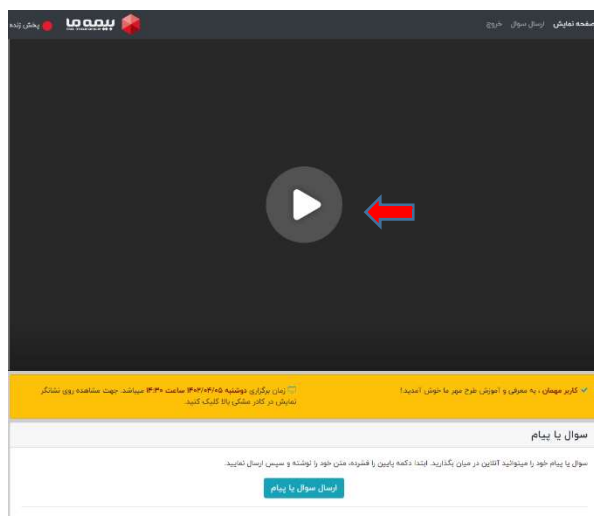 صفحه نمایش ارسال سوال خروج
بیمه ما
پخش زنده
✔ کاربر مهمان ، به معرفی و آموزش طرح مهر ما خوش آمدید!
زمان برگزاری دوشنبه ۱۴۰۲/۰۴/۰۵ ساعت ۱۴:۳۰ میباشد. جهت مشاهده روی نشانگر
نمایش در کادر مشکی بالا کلیک کنید.
سوال یا پیام
سوال یا پیام خود را میتوانید آنلاین در میان بگذارید. ابتدا دکمه پایین را فشرده، متن خود را نوشته و سپس ارسال نمایید.
ارسال سوال یا پیام